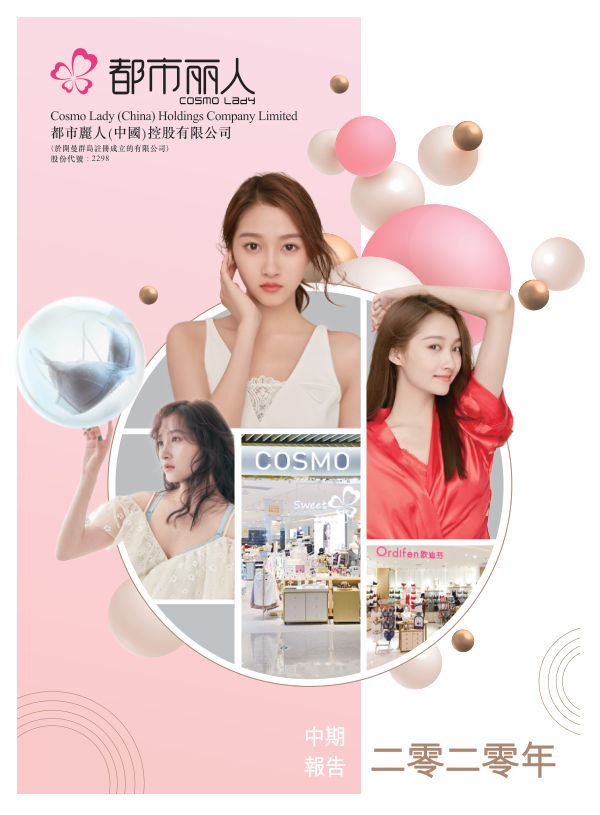 都市丽人
COSMO LADY
Cosmo Lady (China) Holdings Company Limited
都市麗人(中國)控股有限公司
(於開曼群島註冊成立的有限公司)
股份代號：2298
COSMO
Sweet
Ordifen歐迪芬
中期
報告
二零二零年